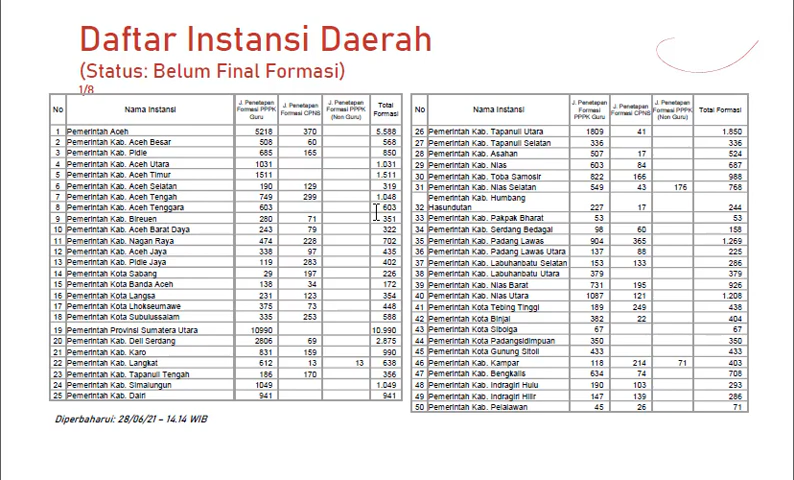 Daftar Instansi Daerah
(Status: Belum Final Formasi)
1/8
No Nama Instansi J. Penetapan Formasi PPPK Guru J. Penetapan Formasi CPNS J. Penetapan Formasi PPPK (Non Guru) Total Formasi
1 Pemerintah Aceh 5218 370 5.588
2 Pemerintah Kab. Aceh Besar 508 60 568
3 Pemerintah Kab. Pidie 685 165 850
4 Pemerintah Kab. Aceh Utara 1031 1.031
5 Pemerintah Kab. Aceh Timur 1511 1.511
6 Pemerintah Kab. Aceh Selatan 190 129 319
7 Pemerintah Kab. Aceh Tengah 749 299 1.048
8 Pemerintah Kab. Aceh Tenggara 603 603
9 Pemerintah Kab. Bireuen 280 71 351
10 Pemerintah Kab. Aceh Barat Daya 243 79 322
11 Pemerintah Kab. Nagan Raya 474 228 702
12 Pemerintah Kab. Aceh Jaya 338 97 435
13 Pemerintah Kab. Pidie Jaya 119 283 402
14 Pemerintah Kota Sabang 29 197 226
15 Pemerintah Kota Banda Aceh 138 34 172
16 Pemerintah Kota Langsa 231 123 354
17 Pemerintah Kota Lhokseumawe 375 73 448
18 Pemerintah Kota Subulussalam 335 253 588
19 Pemerintah Provinsi Sumatera Utara 10990 10.990
20 Pemerintah Kab. Deli Serdang 2806 69 2.875
21 Pemerintah Kab. Karo 831 159 990
22 Pemerintah Kab. Langkat 612 13 13 638
23 Pemerintah Kab. Tapanuli Tengah 186 170 356
24 Pemerintah Kab. Simalungun 1049 1.049
25 Pemerintah Kab. Dairi 941 941
No Nama Instansi J. Penetapan Formasi PPPK Guru J. Penetapan Formasi CPNS J. Penetapan Formasi PPPK (Non Guru) Total Formasi
26 Pemerintah Kab. Tapanuli Utara 1809 41 1.850
27 Pemerintah Kab. Tapanuli Selatan 336 336
28 Pemerintah Kab. Asahan 507 17 524
29 Pemerintah Kab. Nias 603 84 687
30 Pemerintah Kab. Toba Samosir 822 166 988
31 Pemerintah Kab. Nias Selatan 549 43 176 768
32 Pemerintah Kab. Humbang Hasundutan 227 17 244
33 Pemerintah Kab. Pakpak Bharat 53 53
34 Pemerintah Kab. Serdang Bedagai 98 60 158
35 Pemerintah Kab. Padang Lawas 904 365 1.269
36 Pemerintah Kab. Padang Lawas Utara 137 88 225
37 Pemerintah Kab. Labuhanbatu Selatan 153 133 286
38 Pemerintah Kab. Labuhanbatu Utara 379 379
39 Pemerintah Kab. Nias Barat 731 195 926
40 Pemerintah Kab. Nias Utara 1087 121 1.208
41 Pemerintah Kota Tebing Tinggi 189 249 438
42 Pemerintah Kota Binjai 382 22 404
43 Pemerintah Kota Sibolga 67 67
44 Pemerintah Kota Padangsidimpuan 350 350
45 Pemerintah Kota Gunung Sitoli 433 433
46 Pemerintah Kab. Kampar 118 214 71 403
47 Pemerintah Kab. Bengkalis 634 74 708
48 Pemerintah Kab. Indragiri Hulu 190 103 293
49 Pemerintah Kab. Indragiri Hilir 147 139 286
50 Pemerintah Kab. Pelalawan 45 26 71
Diperbaharui: 28/06/21 – 14.14 WIB